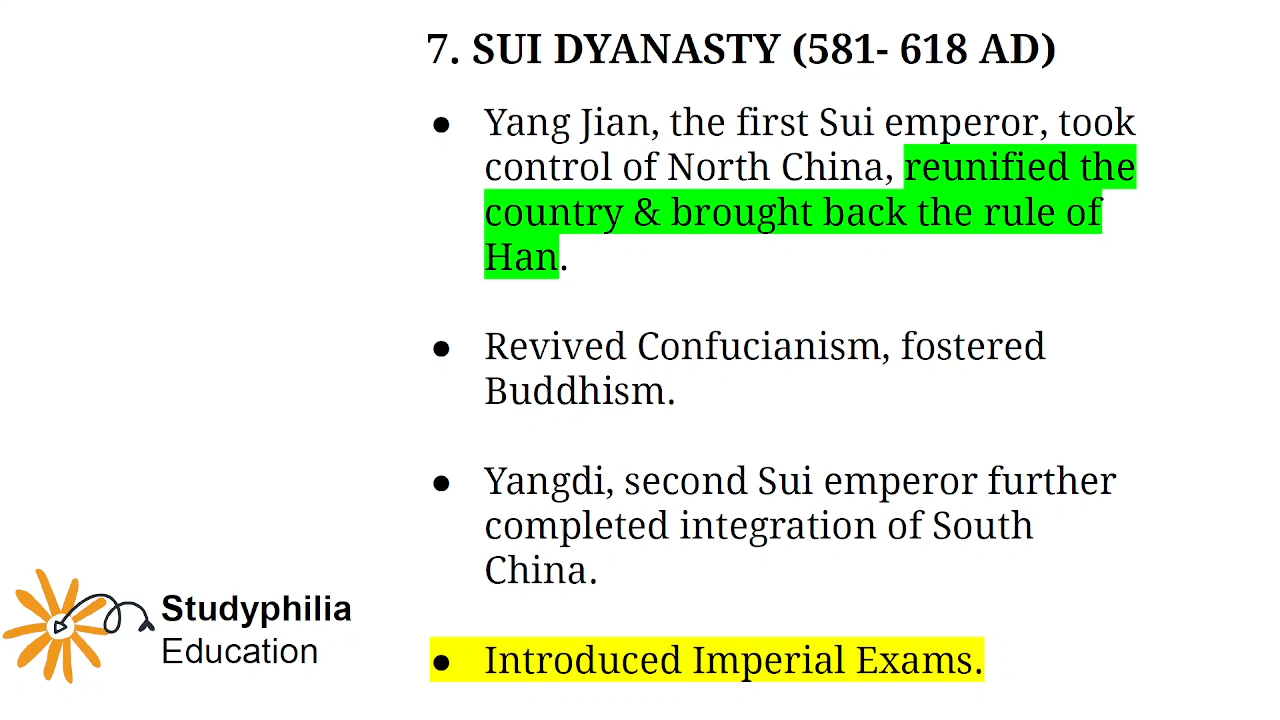 7. SUI DYANASTY (581- 618 AD)
● Yang Jian, the first Sui emperor, took
control of North China, reunified the
country & brought back the rule of
Han.
● Revived Confucianism, fostered
Buddhism.
● Yangdi, second Sui emperor further
completed integration of South
China.
● Introduced Imperial Exams.
Studyphilia
Education